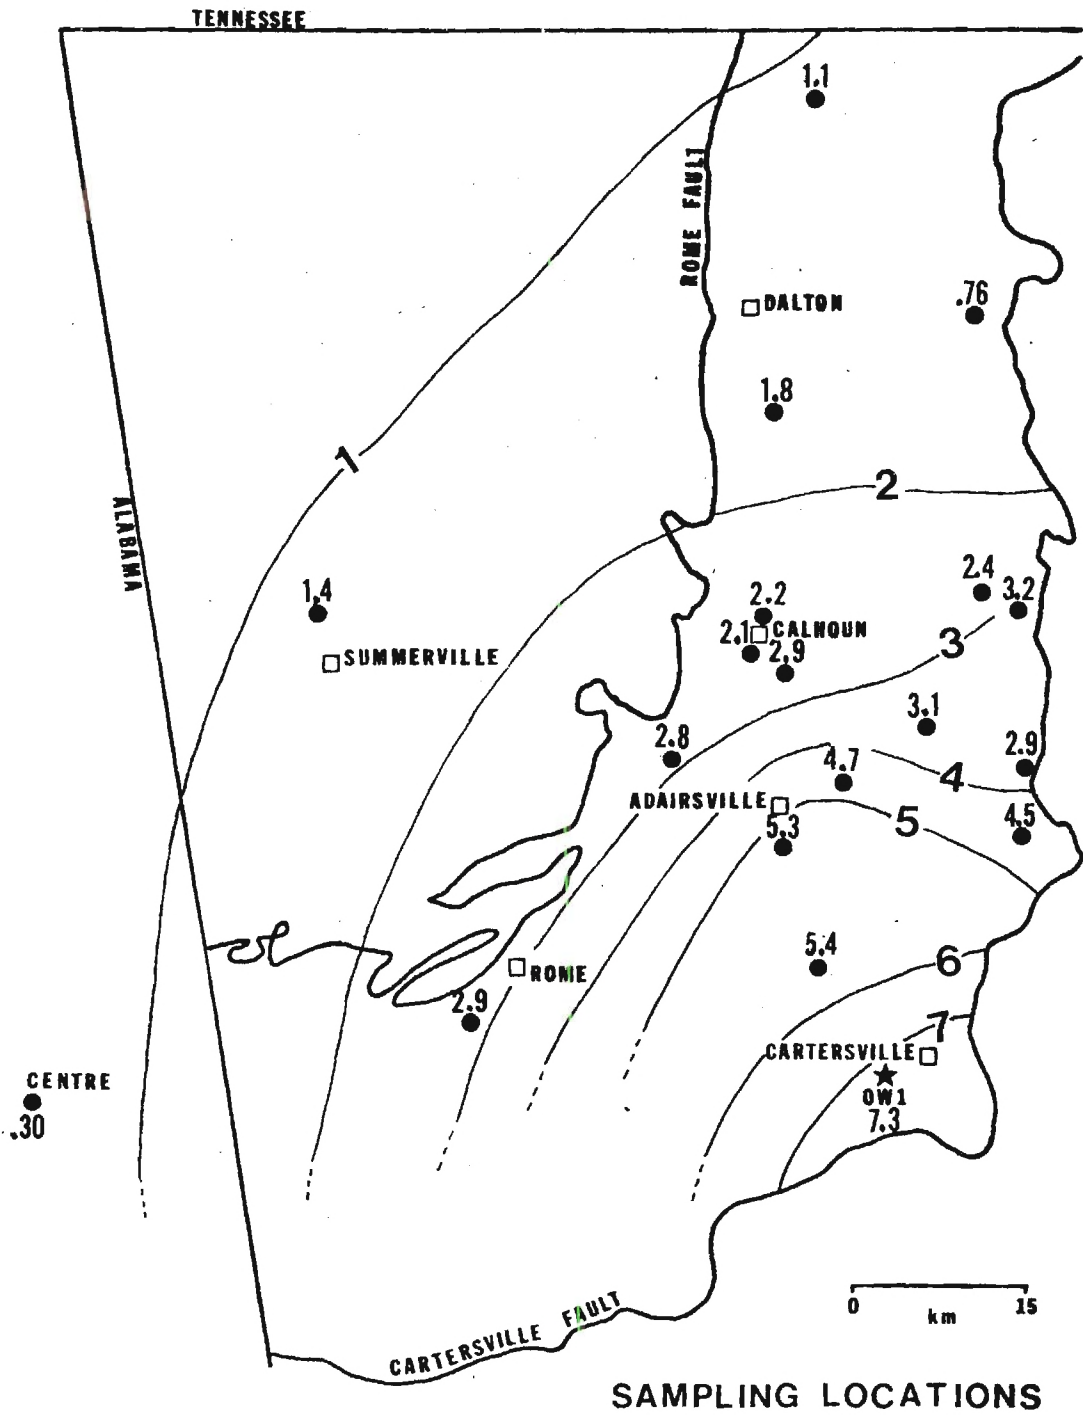 TENNESSEE
1.1
ROME FAULT
DALTON
.76
1.8
1
2
ALABAMA
1.4
2.4
3.2
2.2
2.1
CALHOUN
2.9
SUMMERVILLE
3
3.1
2.8
2.9
4.7
4
ADAIRSVILLE
5
4.5
5.3
5.4
6
ROME
2.9
7
CARTERSVILLE
CENTRE
.30
OW1
7.3
0 15
km
CARTERSVILLE FAULT
SAMPLING LOCATIONS